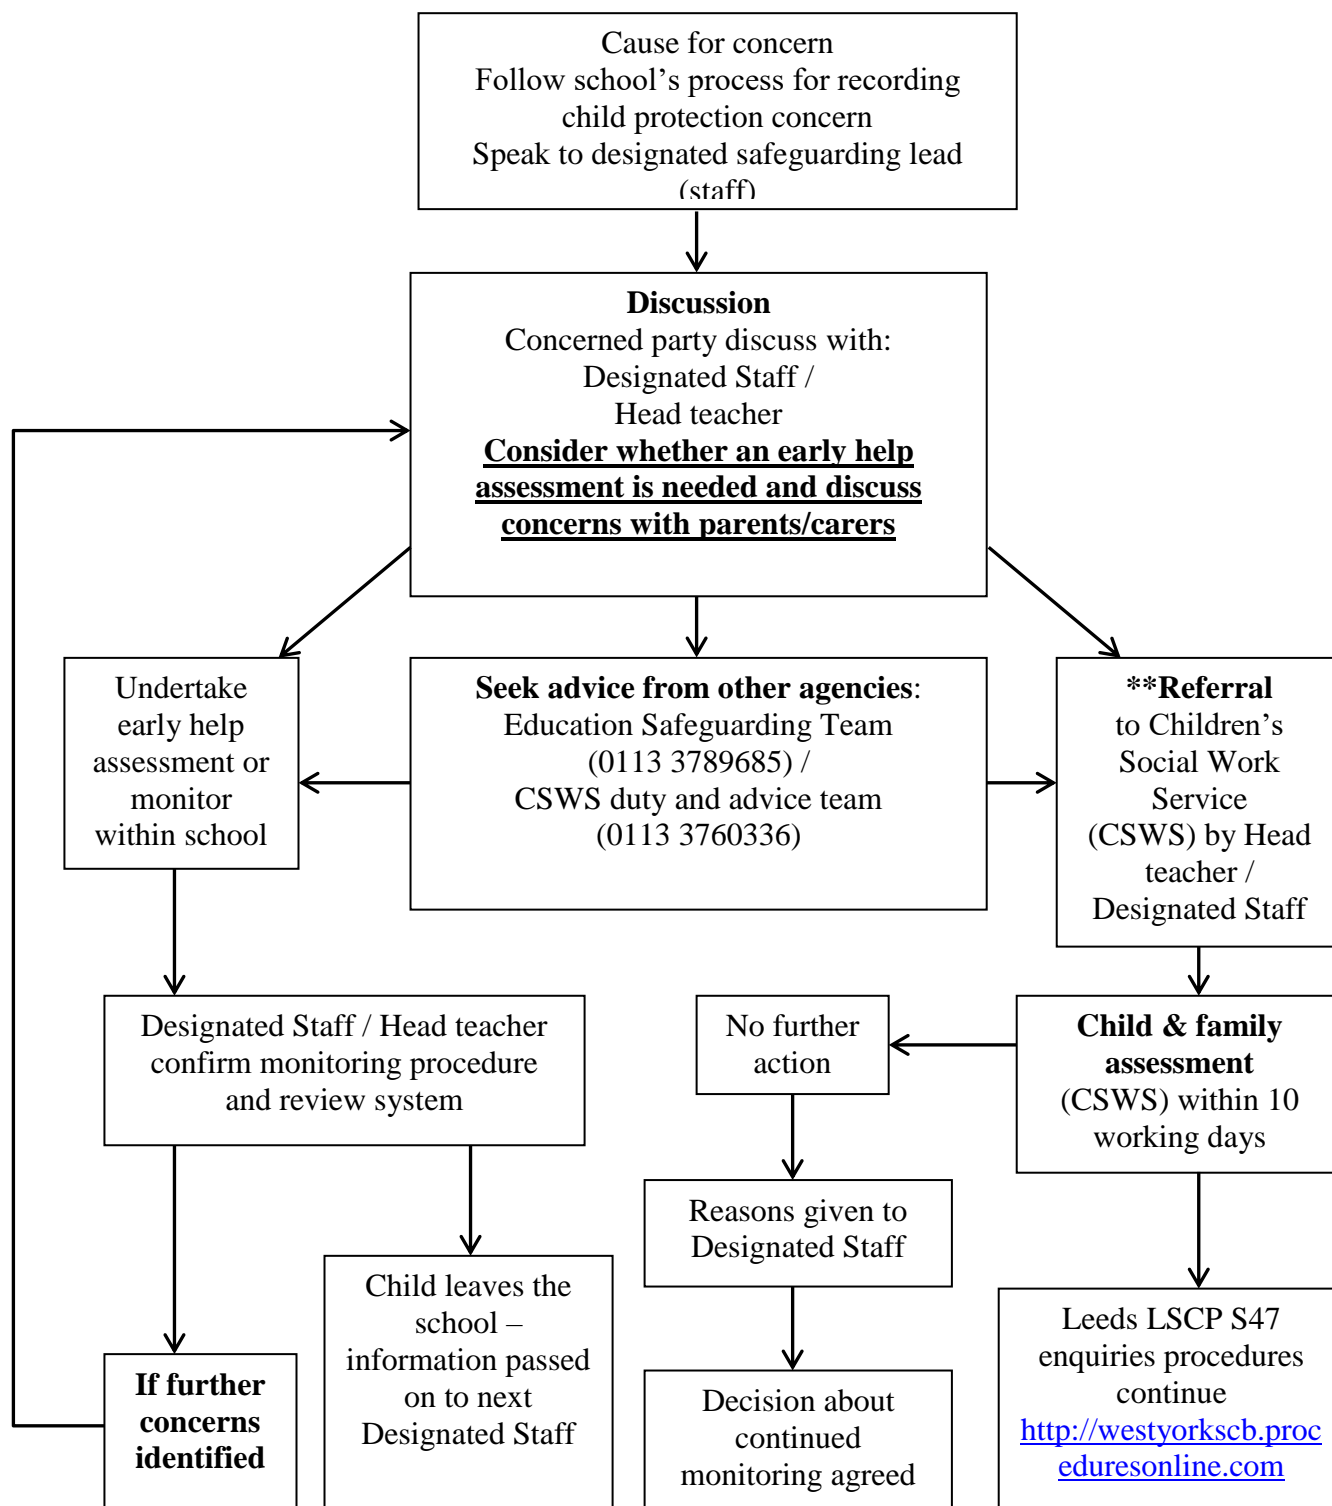 Cause for concern
Follow school’s process for recording
child protection concern
Speak to designated safeguarding lead
(staff)
Discussion
Concerned party discuss with:
Designated Staff /
Head teacher
Consider whether an early help
assessment is needed and discuss
concerns with parents/carers
Undertake
early help
assessment or
monitor
within school
Seek advice from other agencies:
Education Safeguarding Team
(0113 3789685) /
CSWS duty and advice team
(0113 3760336)
**Referral
to Children’s
Social Work
Service
(CSWS) by Head
teacher /
Designated Staff
Designated Staff / Head teacher
confirm monitoring procedure
and review system
No further
action
Child & family
assessment
(CSWS) within 10
working days
Reasons given to
Designated Staff
If further
concerns
identified
Child leaves the
school –
information passed
on to next
Designated Staff
Decision about
continued
monitoring agreed
Leeds LSCP S47
enquiries procedures
continue
http://westyorkscb.proc
eduresonline.com